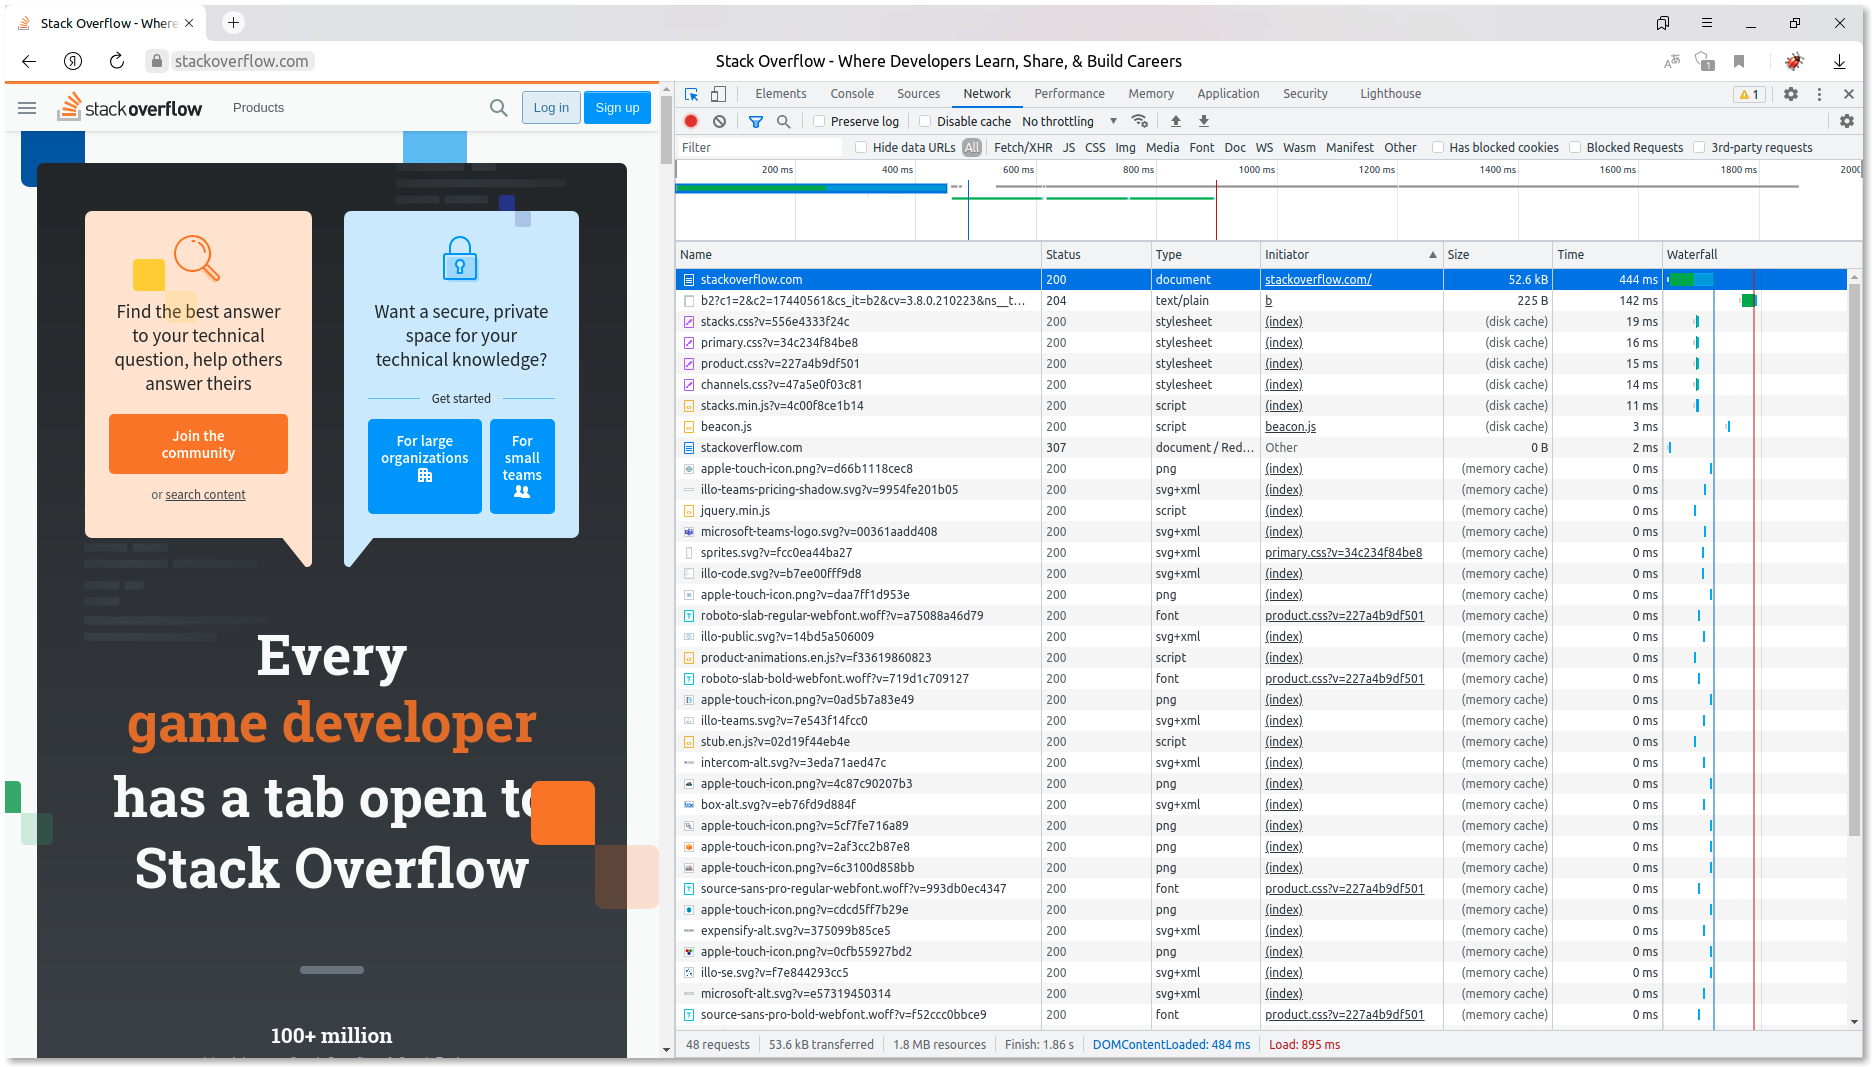 Stack Overflow - Where
stackoverflow.com
Stack Overflow - Where Developers Learn, Share, & Build Careers
1
stackoverflow
Products
Log in
Sign up
Find the best answer
to your technical
question, help others
answer theirs
Join the
community
or search content
Want a secure, private
space for your
technical knowledge?
Get started
For large
organizations
For
small
teams
Every
game developer
has a tab open to
Stack Overflow
100+ million
Elements Console Sources Network Performance Memory Application Security Lighthouse 1
Preserve log Disable cache No throttling
Filter Hide data URLs All Fetch/XHR JS CSS Img Media Font Doc WS Wasm Manifest Other Has blocked cookies Blocked Requests 3rd-party requests
200 ms 400 ms 600 ms 800 ms 1000 ms 1200 ms 1400 ms 1600 ms 1800 ms
Name Status Type Initiator Size Time Waterfall
stackoverflow.com 200 document stackoverflow.com/ 52.6 kB 444 ms
b2?c1=2&c2=17440561&cs_it=b2&cv=3.8.0.210223&ns__t... 204 text/plain b 225 B 142 ms
stacks.css?v=556e4333f24c 200 stylesheet (index) (disk cache) 19 ms
primary.css?v=34c234f84be8 200 stylesheet (index) (disk cache) 16 ms
product.css?v=227a4b9df501 200 stylesheet (index) (disk cache) 15 ms
channels.css?v=47a5e0f03c81 200 stylesheet (index) (disk cache) 14 ms
stacks.min.js?v=4c00f8ce1b14 200 script (index) (disk cache) 11 ms
beacon.js 200 script beacon.js (disk cache) 3 ms
stackoverflow.com 307 document / Red... Other 0 B 2 ms
apple-touch-icon.png?v=d66b1118cec8 200 png (index) (memory cache) 0 ms
illo-teams-pricing-shadow.svg?v=9954fe201b05 200 svg+xml (index) (memory cache) 0 ms
jquery.min.js 200 script (index) (memory cache) 0 ms
microsoft-teams-logo.svg?v=00361aadd408 200 svg+xml (index) (memory cache) 0 ms
sprites.svg?v=fcc0ea44ba27 200 svg+xml primary.css?v=34c234f84be8 (memory cache) 0 ms
illo-code.svg?v=b7ee00fff9d8 200 svg+xml (index) (memory cache) 0 ms
apple-touch-icon.png?v=daa7ff1d953e 200 png (index) (memory cache) 0 ms
roboto-slab-regular-webfont.woff?v=a75088a46d79 200 font product.css?v=227a4b9df501 (memory cache) 0 ms
illo-public.svg?v=14bd5a506009 200 svg+xml (index) (memory cache) 0 ms
product-animations.en.js?v=f33619860823 200 script (index) (memory cache) 0 ms
roboto-slab-bold-webfont.woff?v=719d1c709127 200 font product.css?v=227a4b9df501 (memory cache) 0 ms
apple-touch-icon.png?v=0ad5b7a83e49 200 png (index) (memory cache) 0 ms
illo-teams.svg?v=7e543f14fcc0 200 svg+xml (index) (memory cache) 0 ms
stub.en.js?v=02d19f44eb4e 200 script (index) (memory cache) 0 ms
intercom-alt.svg?v=3eda71aed47c 200 svg+xml (index) (memory cache) 0 ms
apple-touch-icon.png?v=4c87c90207b3 200 png (index) (memory cache) 0 ms
box-alt.svg?v=eb76fd9d884f 200 svg+xml (index) (memory cache) 0 ms
apple-touch-icon.png?v=5cf7fe716a89 200 png (index) (memory cache) 0 ms
apple-touch-icon.png?v=2af3cc2b87e8 200 png (index) (memory cache) 0 ms
apple-touch-icon.png?v=6c3100d858bb 200 png (index) (memory cache) 0 ms
source-sans-pro-regular-webfont.woff?v=993db0ec4347 200 font product.css?v=227a4b9df501 (memory cache) 0 ms
apple-touch-icon.png?v=cdcd5ff7b29e 200 png (index) (memory cache) 0 ms
expensify-alt.svg?v=375099b85ce5 200 svg+xml (index) (memory cache) 0 ms
apple-touch-icon.png?v=0cfb55927bd2 200 png (index) (memory cache) 0 ms
illo-se.svg?v=f7e844293cc5 200 svg+xml (index) (memory cache) 0 ms
microsoft-alt.svg?v=e57319450314 200 svg+xml (index) (memory cache) 0 ms
source-sans-pro-bold-webfont.woff?v=f52ccc0bbce9 200 font product.css?v=227a4b9df501 (memory cache) 0 ms
48 requests 53.6 kB transferred 1.8 MB resources Finish: 1.86 s DOMContentLoaded: 484 ms Load: 895 ms